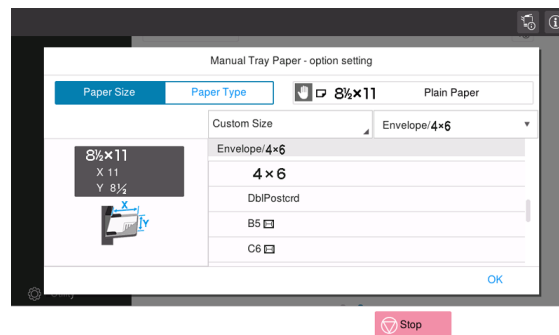 Manual Tray Paper - option setting
Paper Size
Paper Type
8½×11
Plain Paper
Custom Size
Envelope/4×6
8½×11
X 11
Y 8½
X
Y
Envelope/4×6
4×6
DblPostcrd
B5
C6
OK
Stop